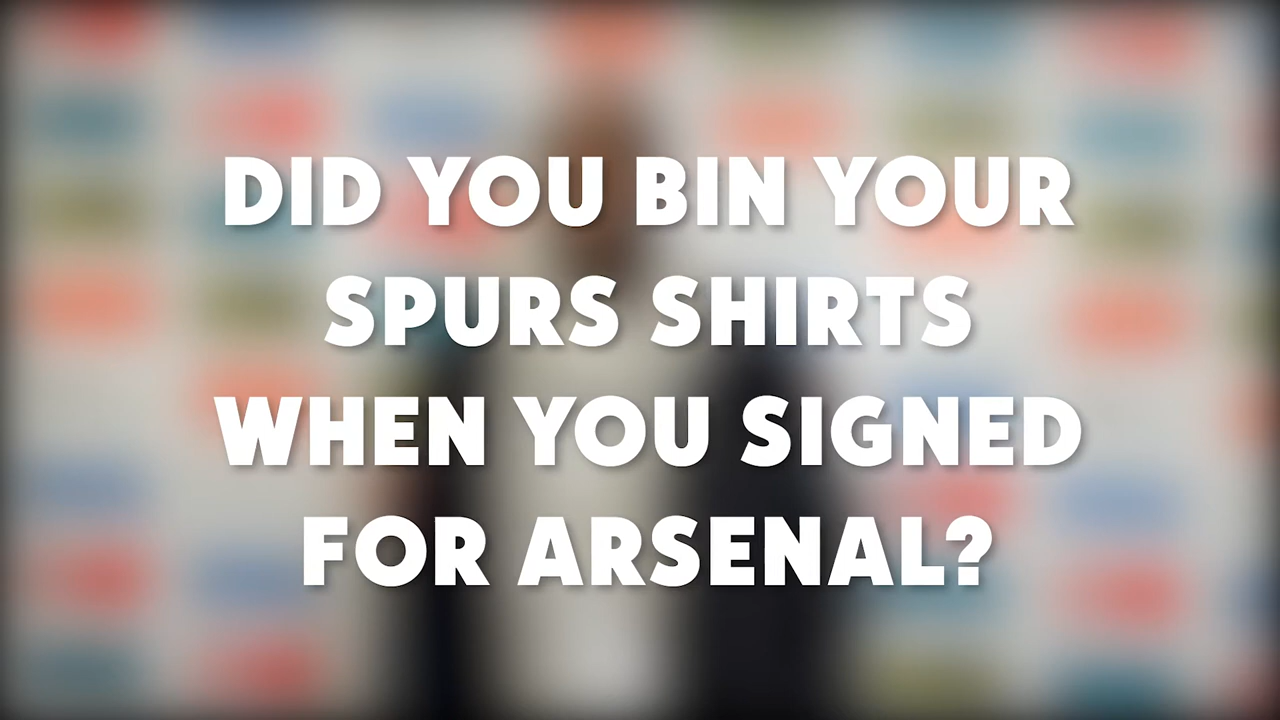 DID YOU BIN YOUR
SPURS SHIRTS
WHEN YOU SIGNED
FOR ARSENAL?